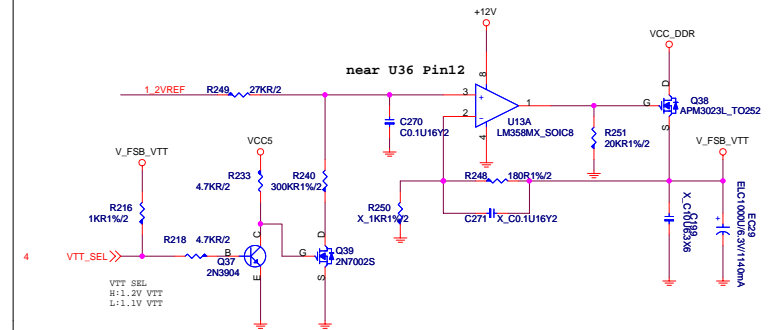 +12V
VCC_DDR
near U36 Pin12
1_2VREF
R249
27KR/2
8
3
+
2
-
1
4
U13A
LM358MX_SOIC8
D
G
S
Q38
APM3023L_TO252
C270
C0.1U16Y2
R251
20KR1%/2
V_FSB_VTT
VCC5
V_FSB_VTT
R233
4.7KR/2
R240
300KR1%/2
R248
180R1%/2
R216
1KR1%/2
R250
X_1KR1%/2
C271
X_C0.1U16Y2
C198
X_C10U63X6
EC29
ELC1000U/6.3V/1140mA
4
VTT_SEL
R218
4.7KR/2
B
C
E
Q37
2N3904
D
G
S
Q39
2N7002S
VTT SEL
H:1.2V VTT
L:1.1V VTT